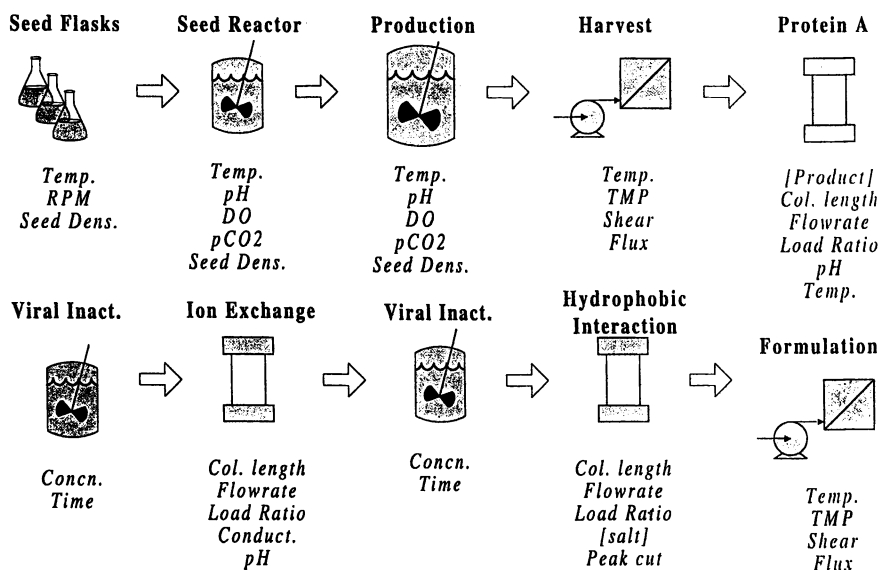 Seed Flasks
Temp.
RPM
Seed Dens.
Seed Reactor
Temp.
pH
DO
pCO2
Seed Dens.
Production
Temp.
pH
DO
pCO2
Seed Dens.
Harvest
Temp.
TMP
Shear
Flux
Protein A
[Product]
Col. length
Flowrate
Load Ratio
pH
Temp.
Viral Inact.
Concn.
Time
Ion Exchange
Col. length
Flowrate
Load Ratio
Conduct.
pH
Viral Inact.
Concn.
Time
Hydrophobic
Interaction
Col. length
Flowrate
Load Ratio
[salt]
Peak cut
Formulation
Temp.
TMP
Shear
Flux